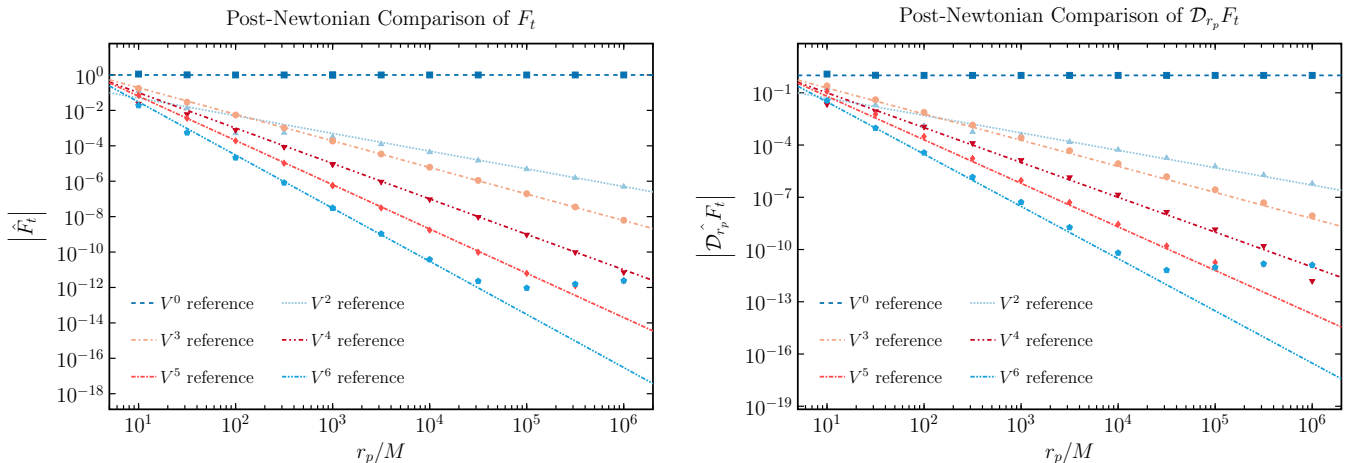 Post-Newtonian Comparison of $F_t$
$|\hat{F}_t|$
10^0
10^{-2}
10^{-4}
10^{-6}
10^{-8}
10^{-10}
10^{-12}
10^{-14}
10^{-16}
10^{-18}
V^0 reference
V^2 reference
V^3 reference
V^4 reference
V^5 reference
V^6 reference
10^1 10^2 10^3 10^4 10^5 10^6
r_p/M
Post-Newtonian Comparison of $\mathcal{D}_{r_p} F_t$
$|\hat{\mathcal{D}_{r_p} F_t}|$
10^{-1}
10^{-4}
10^{-7}
10^{-10}
10^{-13}
10^{-16}
10^{-19}
V^0 reference
V^2 reference
V^3 reference
V^4 reference
V^5 reference
V^6 reference
10^1 10^2 10^3 10^4 10^5 10^6
r_p/M